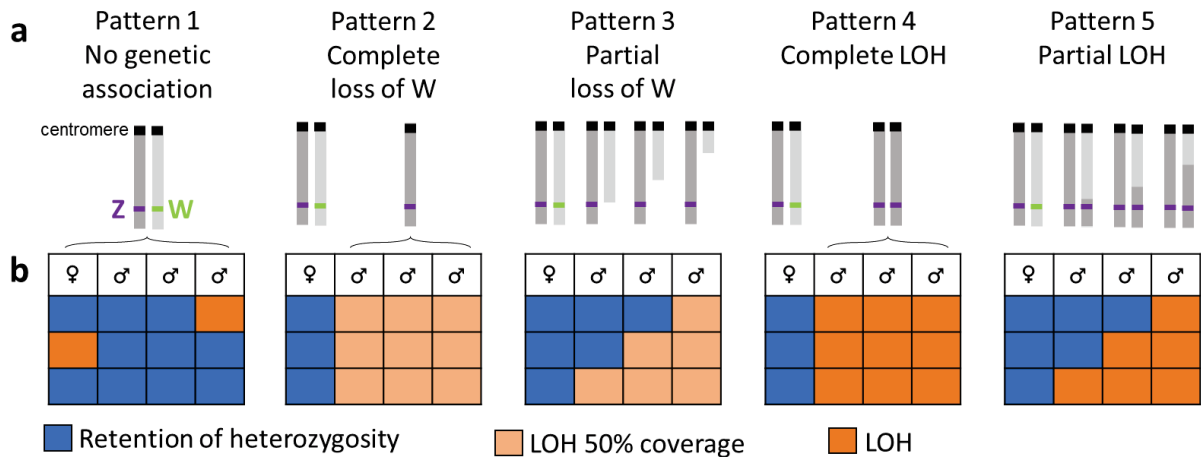 a
Pattern 1
No genetic
association
Pattern 2
Complete
loss of W
Pattern 3
Partial
loss of W
Pattern 4
Complete LOH
Pattern 5
Partial LOH
centromere
Z W
b
♀ ♂ ♂ ♂
♀ ♂ ♂ ♂
♀ ♂ ♂ ♂
♀ ♂ ♂ ♂
♀ ♂ ♂ ♂
Retention of heterozygosity
LOH 50% coverage
LOH